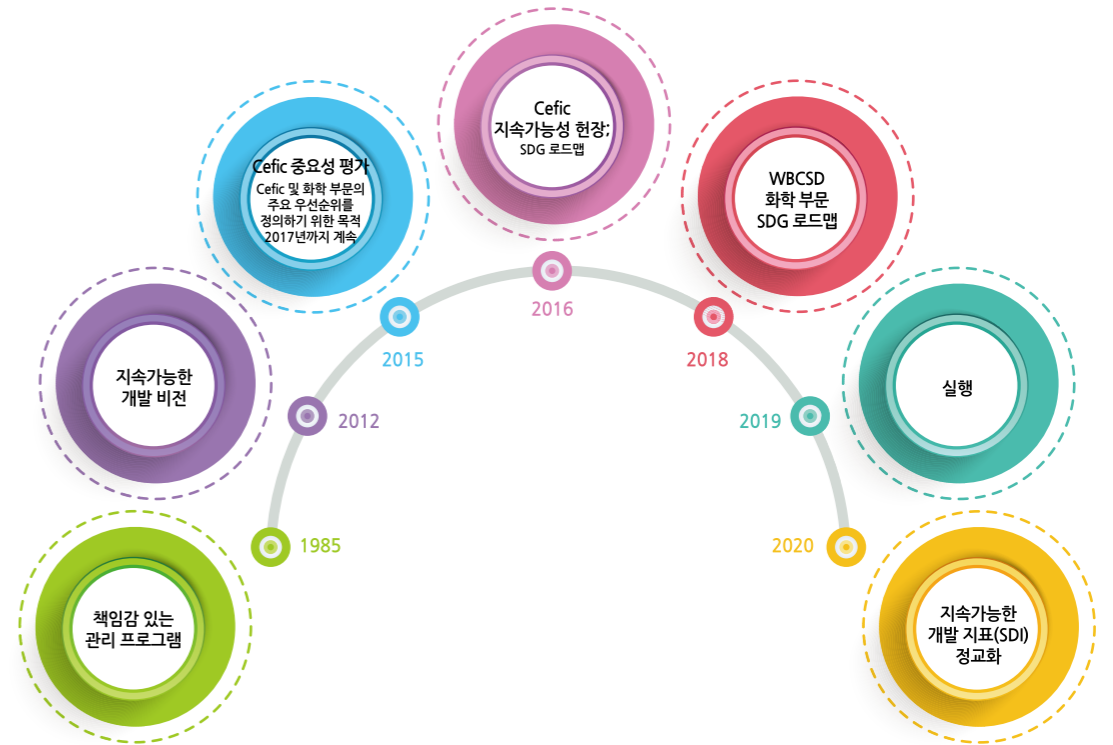 책임감 있는
관리 프로그램
1985
지속가능한
개발 비전
2012
Cefic 중요성 평가
Cefic 및 화학 부문의
주요 우선순위를
정의하기 위한 목적
2017년까지 계속
2015
Cefic
지속가능성 헌장;
SDG 로드맵
2016
WBCSD
화학 부문
SDG 로드맵
2018
실행
2019
지속가능한
개발 지표(SDI)
정교화
2020